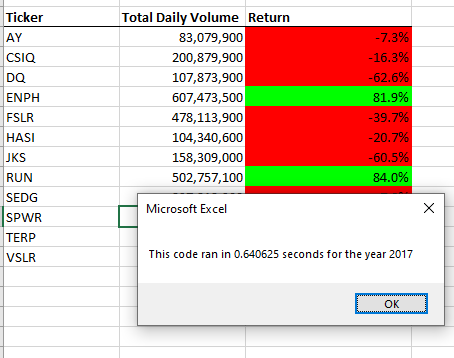 Ticker Total Daily Volume Return
AY 83,079,900 -7.3%
CSIQ 200,879,900 -16.3%
DQ 107,873,900 -62.6%
ENPH 607,473,500 81.9%
FSLR 478,113,900 -39.7%
HASI 104,340,600 -20.7%
JKS 158,309,000 -60.5%
RUN 502,757,100 84.0%
SEDG
SPWR
TERP
VSLR
Microsoft Excel
This code ran in 0.640625 seconds for the year 2017
OK